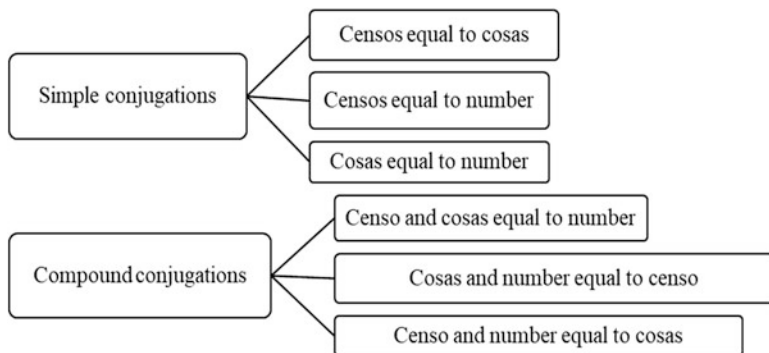 Simple conjugations
Censos equal to cosas
Censos equal to number
Cosas equal to number
Compound conjugations
Censo and cosas equal to number
Cosas and number equal to censo
Censo and number equal to cosas